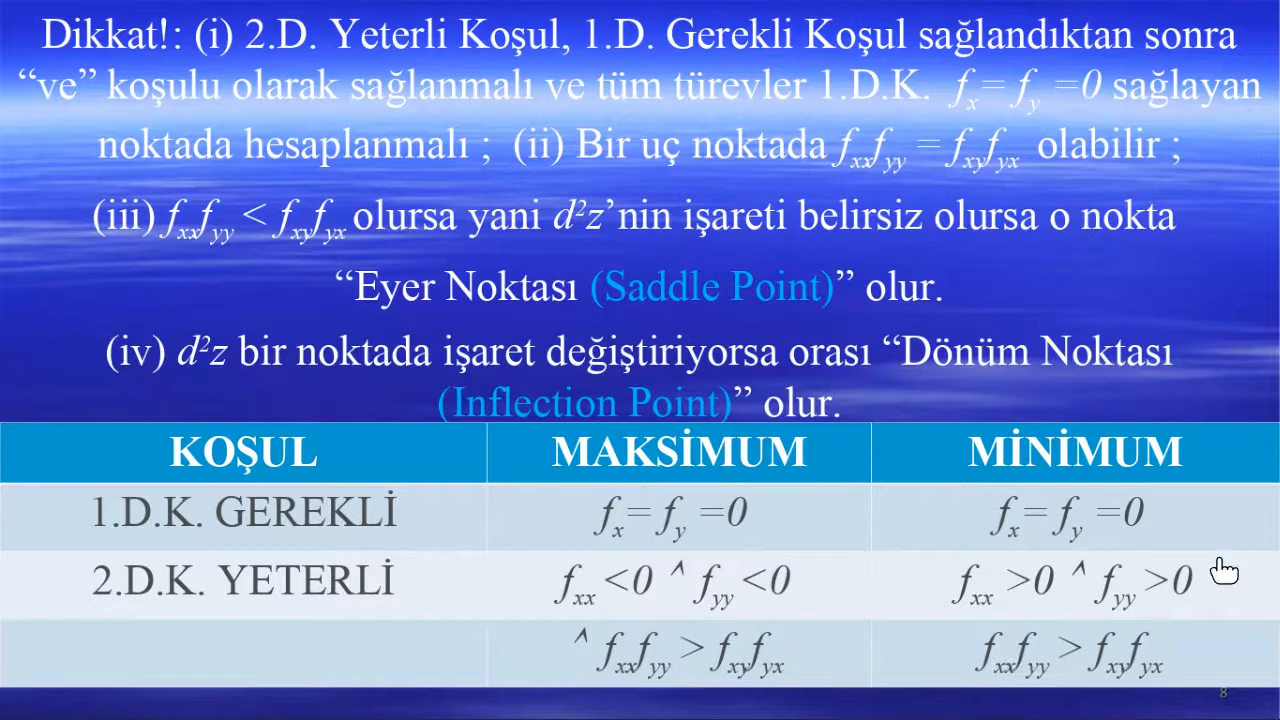 Dikkat!: (i) 2.D. Yeterli Koşul, 1.D. Gerekli Koşul sağlandıktan sonra
“ve” koşulu olarak sağlanmalı ve tüm türevler 1.D.K. fx= fy =0 sağlayan
noktada hesaplanmalı ; (ii) Bir uç noktada fxxfyy = fxyfyx olabilir ;
(iii) fxxfyy < fxyfyx olursa yani d²z’nin işareti belirsiz olursa o nokta
“Eyer Noktası (Saddle Point)” olur.
(iv) d²z bir noktada işaret değiştiriyorsa orası “Dönüm Noktası
(Inflection Point)” olur.
KOŞUL MAKSİMUM MİNİMUM
1.D.K. GEREKLİ fx= fy =0 fx= fy =0
2.D.K. YETERLİ fxx <0 ^ fyy <0 fxx >0 ^ fyy >0
^ fxxfyy > fxyfyx fxxfyy > fxyfyx
8